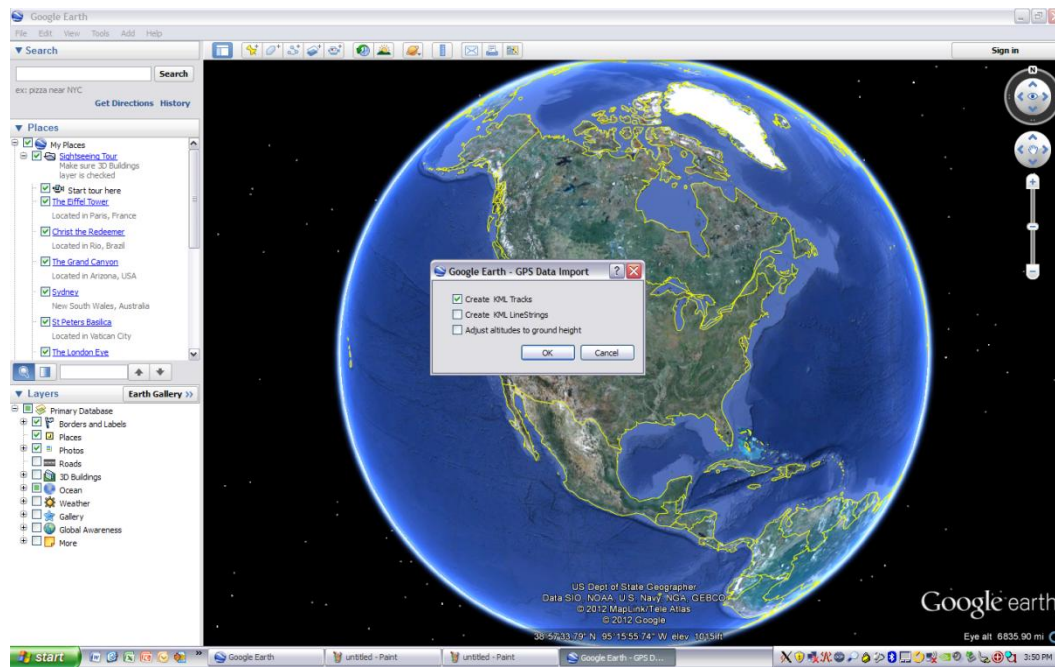 Google Earth
File Edit View Tools Add Help
Search
Sign in
Search
ex: pizza near NYC
Get Directions History
Places
My Places
Sightseeing Tour
Make sure 3D Buildings
layer is checked
Start tour here
The Eiffel Tower
Located in Paris, France
Christ the Redeemer
Located in Rio, Brazil
The Grand Canyon
Located in Arizona, USA
Sydney
New South Wales, Australia
St Peters Basilica
Located in Vatican City
The London Eye
Layers
Earth Gallery >>
Primary Database
Borders and Labels
Places
Photos
Roads
3D Buildings
Ocean
Weather
Gallery
Global Awareness
More
N
Google Earth - GPS Data Import
Create KML Tracks
Create KML LineStrings
Adjust altitudes to ground height
OK Cancel
US Dept of State Geographer
Data SIO, NOAA, U.S. Navy, NGA, GEBCO
© 2012 MapLink/Tele Atlas
© 2012 Google
Google earth
38°57'33.79" N 95°15'55.74" W elev 1015 ft
Eye alt 6835.90 mi
start
Google Earth
untitled - Paint
untitled - Paint
Google Earth - GPS D...
3:50 PM